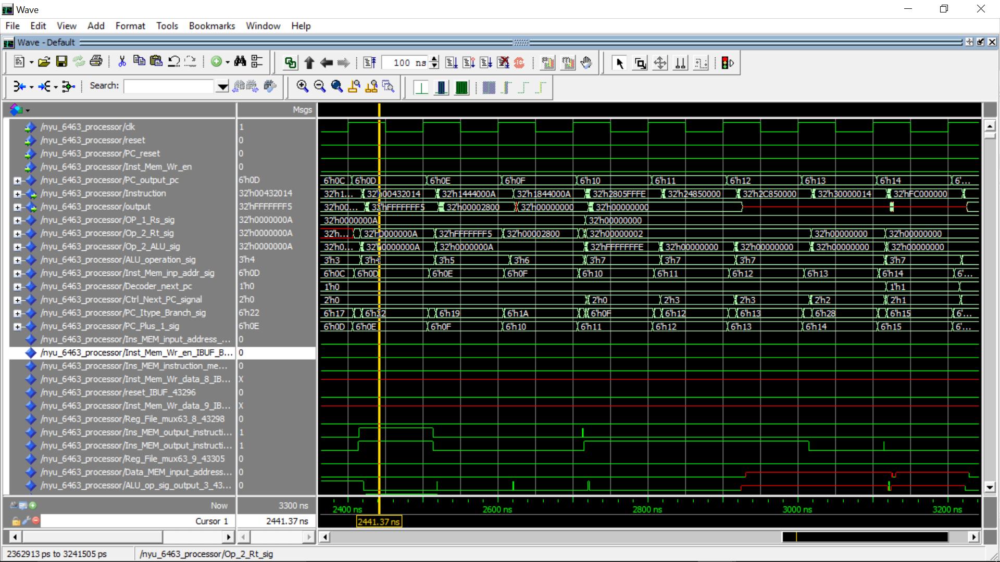 Wave
File Edit View Add Format Tools Bookmarks Window Help
Wave - Default
100 ns
Search:
Msgs
/nyu_6463_processor/clk 1
/nyu_6463_processor/reset 0
/nyu_6463_processor/PC_reset 0
/nyu_6463_processor/Inst_Mem_Wr_en 0
/nyu_6463_processor/PC_output_pc 6'h0D 6'h0C 6'h0D 6'h0E 6'h0F 6'h10 6'h11 6'h12 6'h13 6'h14 6'...
/nyu_6463_processor/Instruction 32'h00432014 32'h1... 32'h00432014 32'h1444000A 32'h1844000A 32'h2805FFFE 32'h24850000 32'h2C850000 32'h30000014 32'hFC000000
/nyu_6463_processor/output 32'hFFFFFFF5 32'h00... 32'hFFFFFFF5 32'h00002800 32'h00000000 32'h00000000
/nyu_6463_processor/OP_1_Rs_sig 32'h0000000A 32'h0000000A 32'h00000000
/nyu_6463_processor/Op_2_Rt_sig 32'h0000000A 32'h... 32'h0000000A 32'hFFFFFFF5 32'h00002800 32'h00000002 32'h00000000 32'h00000000
/nyu_6463_processor/Op_2_ALU_sig 32'h0000000A 32'h0... 32'h0000000A 32'h0000000A 32'hFFFFFFFE 32'h00000000 32'h00000000 32'h00000000 32'h00000000
/nyu_6463_processor/ALU_operation_sig 3'h4 3'h3 3'h4 3'h5 3'h6 3'h7 3'h7 3'h7 3'h7
/nyu_6463_processor/Inst_Mem_inp_addr_sig 6'h0D 6'h0C 6'h0D 6'h0E 6'h0F 6'h10 6'h11 6'h12 6'h13 6'h14 6'...
/nyu_6463_processor/Decoder_next_pc 1'h0 1'h0 1'h1
/nyu_6463_processor/Ctrl_Next_PC_signal 2'h0 2'h0 2'h0 2'h3 2'h3 2'h2 2'h1
/nyu_6463_processor/PC_Itype_Branch_sig 6'h22 6'h17 6'h22 6'h19 6'h1A 6'h0F 6'h12 6'h13 6'h28 6'h15 6'...
/nyu_6463_processor/PC_Plus_1_sig 6'h0E 6'h0D 6'h0E 6'h0F 6'h10 6'h11 6'h12 6'h13 6'h14 6'h15 6'...
/nyu_6463_processor/Ins_MEM_input_address_... 0
/nyu_6463_processor/Inst_Mem_Wr_en_IBUF_B... 0
/nyu_6463_processor/Ins_MEM_instruction_me... 0
/nyu_6463_processor/Inst_Mem_Wr_data_8_IB... X
/nyu_6463_processor/reset_IBUF_43296 0
/nyu_6463_processor/Inst_Mem_Wr_data_9_IB... X
/nyu_6463_processor/Reg_File_mux63_8_43298 0
/nyu_6463_processor/Ins_MEM_output_instructi... 1
/nyu_6463_processor/Ins_MEM_output_instructi... 1
/nyu_6463_processor/Reg_File_mux63_9_43305 0
/nyu_6463_processor/Data_MEM_input_address... 0
/nyu_6463_processor/ALU_op_sig_output_3_43... 0
Now 3300 ns 2400 ns 2600 ns 2800 ns 3000 ns 3200 ns
Cursor 1 2441.37 ns 2441.37 ns
2362913 ps to 3241505 ps /nyu_6463_processor/Op_2_Rt_sig